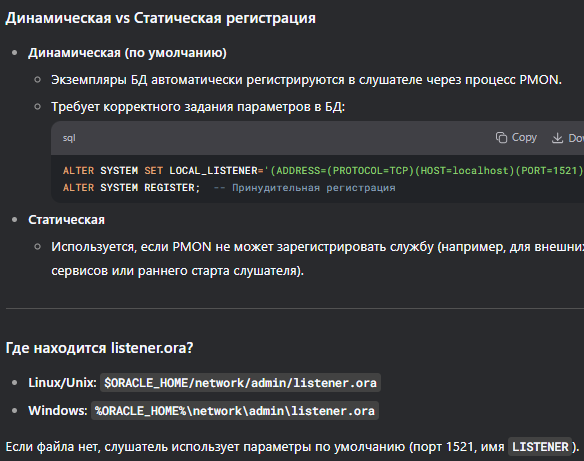 Динамическая vs Статическая регистрация
Динамическая (по умолчанию)
Экземпляры БД автоматически регистрируются в слушателе через процесс PMON.
Требует корректного задания параметров в БД:
sql Copy
ALTER SYSTEM SET LOCAL_LISTENER='(ADDRESS=(PROTOCOL=TCP)(HOST=localhost)(PORT=1521)
ALTER SYSTEM REGISTER; -- Принудительная регистрация
Статическая
Используется, если PMON не может зарегистрировать службу (например, для внешних
сервисов или раннего старта слушателя).
Где находится listener.ora?
Linux/Unix: $ORACLE_HOME/network/admin/listener.ora
Windows: %ORACLE_HOME%\network\admin\listener.ora
Если файла нет, слушатель использует параметры по умолчанию (порт 1521, имя LISTENER).